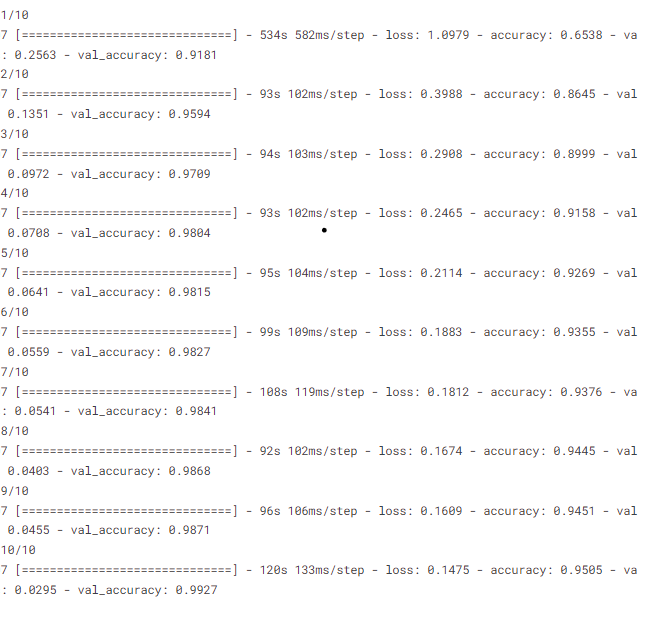 1/10
7 [==============================] - 534s 582ms/step - loss: 1.0979 - accuracy: 0.6538 - va
: 0.2563 - val_accuracy: 0.9181
2/10
7 [==============================] - 93s 102ms/step - loss: 0.3988 - accuracy: 0.8645 - val
0.1351 - val_accuracy: 0.9594
3/10
7 [==============================] - 94s 103ms/step - loss: 0.2908 - accuracy: 0.8999 - val
0.0972 - val_accuracy: 0.9709
4/10
7 [==============================] - 93s 102ms/step - loss: 0.2465 - accuracy: 0.9158 - val
0.0708 - val_accuracy: 0.9804
5/10
7 [==============================] - 95s 104ms/step - loss: 0.2114 - accuracy: 0.9269 - val
0.0641 - val_accuracy: 0.9815
6/10
7 [==============================] - 99s 109ms/step - loss: 0.1883 - accuracy: 0.9355 - val
0.0559 - val_accuracy: 0.9827
7/10
7 [==============================] - 108s 119ms/step - loss: 0.1812 - accuracy: 0.9376 - va
: 0.0541 - val_accuracy: 0.9841
8/10
7 [==============================] - 92s 102ms/step - loss: 0.1674 - accuracy: 0.9445 - val
0.0403 - val_accuracy: 0.9868
9/10
7 [==============================] - 96s 106ms/step - loss: 0.1609 - accuracy: 0.9451 - val
0.0455 - val_accuracy: 0.9871
10/10
7 [==============================] - 120s 133ms/step - loss: 0.1475 - accuracy: 0.9505 - va
: 0.0295 - val_accuracy: 0.9927